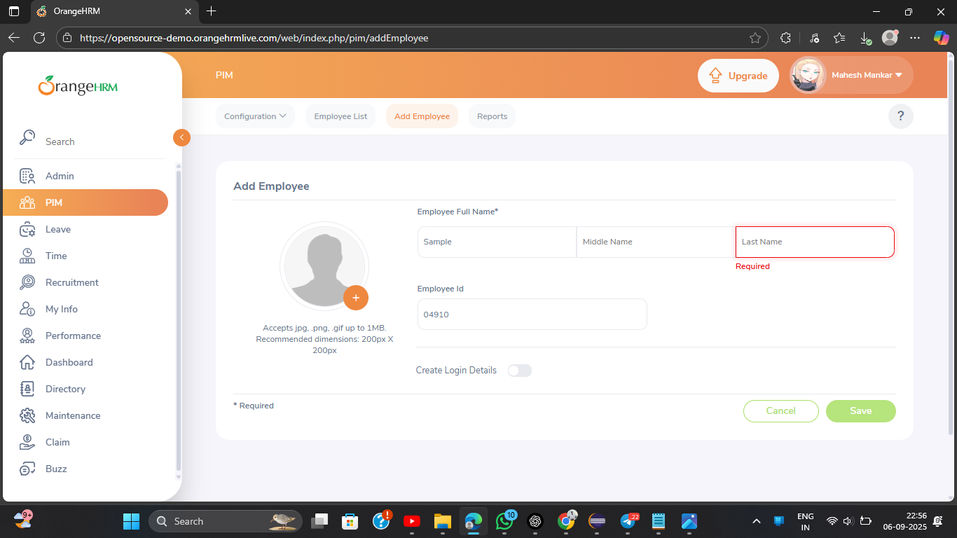 OrangeHRM
https://opensource-demo.orangehrmlive.com/web/index.php/pim/addEmployee
OrangeHRM
PIM
Upgrade
Mahesh Mankar
Configuration
Employee List
Add Employee
Reports
?
Search
Admin
PIM
Leave
Time
Recruitment
My Info
Performance
Dashboard
Directory
Maintenance
Claim
Buzz
Add Employee
Employee Full Name*
Sample
Middle Name
Last Name
Required
Employee Id
04910
Accepts jpg, .png, .gif up to 1MB.
Recommended dimensions: 200px X
200px
Create Login Details
* Required
Cancel
Save
9+
Search
10
22
ENG
IN
22:56
06-09-2025